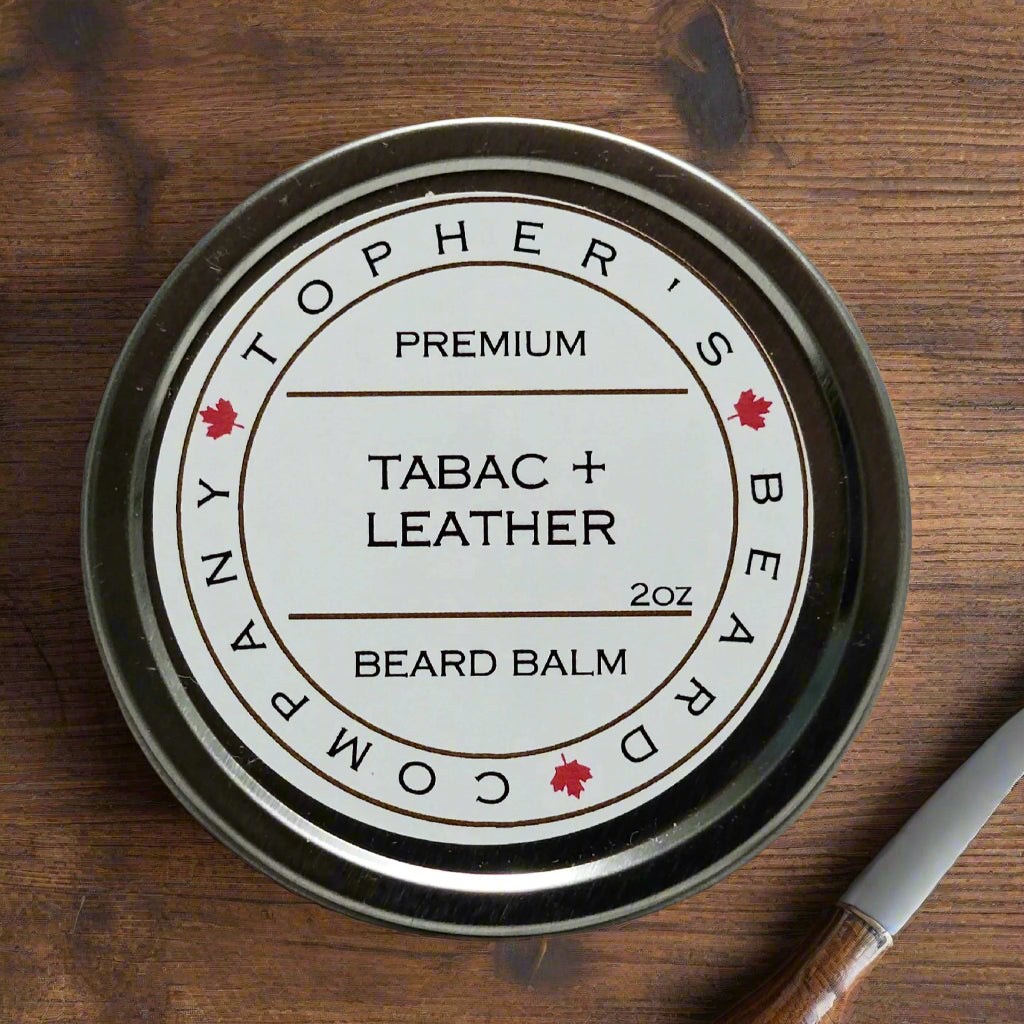 TOPHER'S BEARD COMPANY
PREMIUM
TABAC +
LEATHER
2oz
BEARD BALM